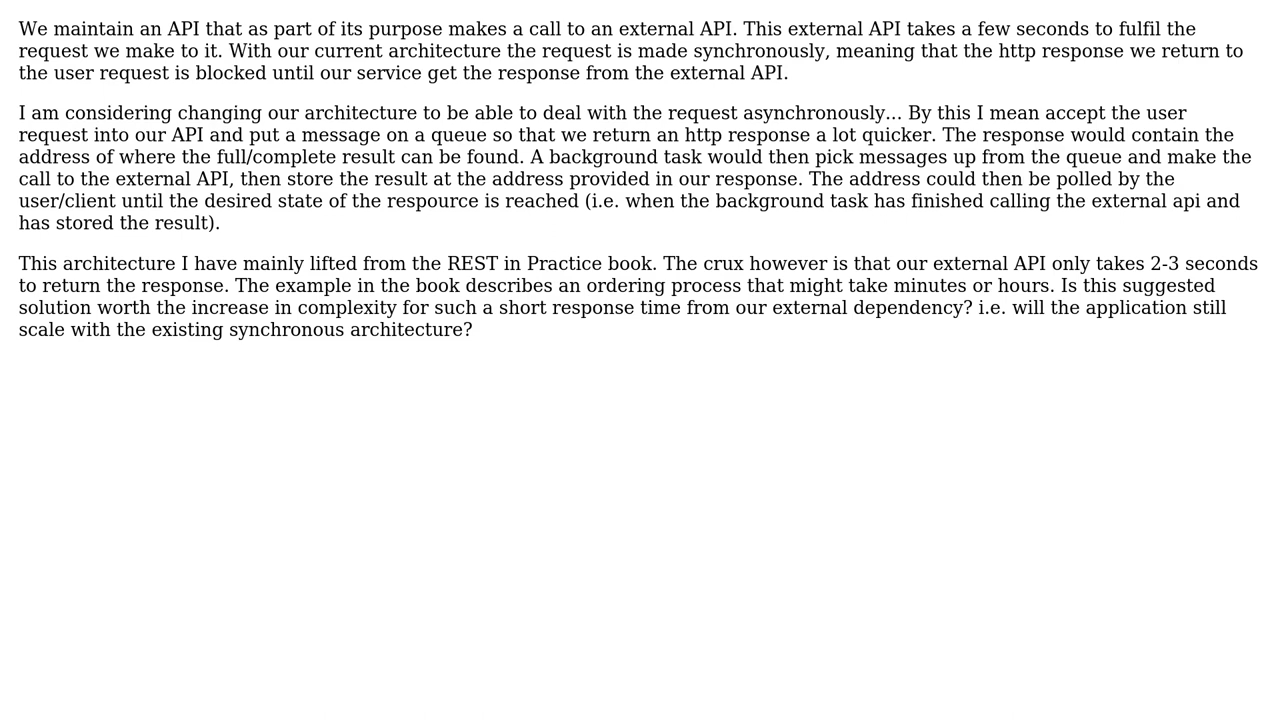 We maintain an API that as part of its purpose makes a call to an external API. This external API takes a few seconds to fulfil the
request we make to it. With our current architecture the request is made synchronously, meaning that the http response we return to
the user request is blocked until our service get the response from the external API.
I am considering changing our architecture to be able to deal with the request asynchronously... By this I mean accept the user
request into our API and put a message on a queue so that we return an http response a lot quicker. The response would contain the
address of where the full/complete result can be found. A background task would then pick messages up from the queue and make the
call to the external API, then store the result at the address provided in our response. The address could then be polled by the
user/client until the desired state of the respource is reached (i.e. when the background task has finished calling the external api and
has stored the result).
This architecture I have mainly lifted from the REST in Practice book. The crux however is that our external API only takes 2-3 seconds
to return the response. The example in the book describes an ordering process that might take minutes or hours. Is this suggested
solution worth the increase in complexity for such a short response time from our external dependency? i.e. will the application still
scale with the existing synchronous architecture?